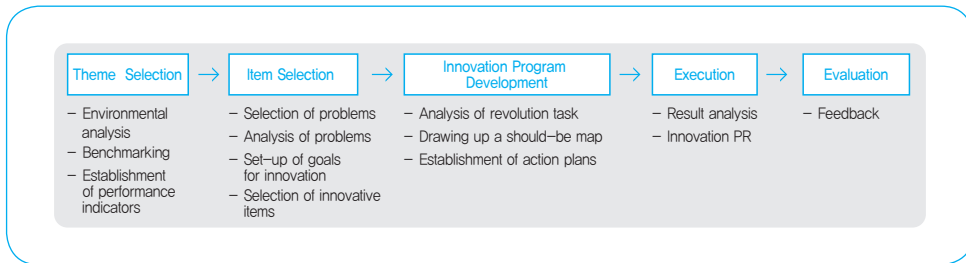 Theme Selection
− Environmental
analysis
− Benchmarking
− Establishment
of performance
indicators
Item Selection
− Selection of problems
− Analysis of problems
− Set−up of goals
for innovation
− Selection of innovative
items
Innovation Program
Development
− Analysis of revolution task
− Drawing up a should−be map
− Establishment of action plans
Execution
− Result analysis
− Innovation PR
Evaluation
− Feedback